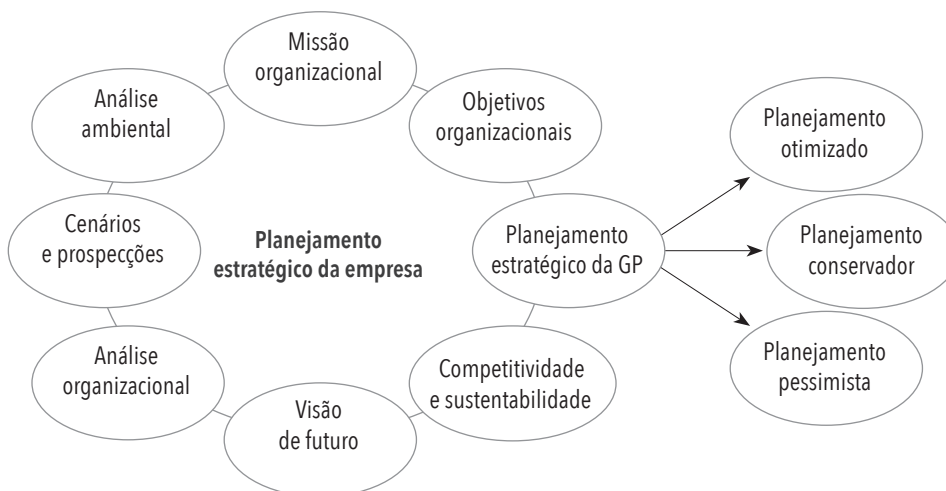 Missão
organizacional
Análise
ambiental
Objetivos
organizacionais
Planejamento
otimizado
Cenários
e prospecções
Planejamento
estratégico da empresa
Planejamento
estratégico da GP
Planejamento
conservador
Análise
organizacional
Competitividade
e sustentabilidade
Planejamento
pessimista
Visão
de futuro